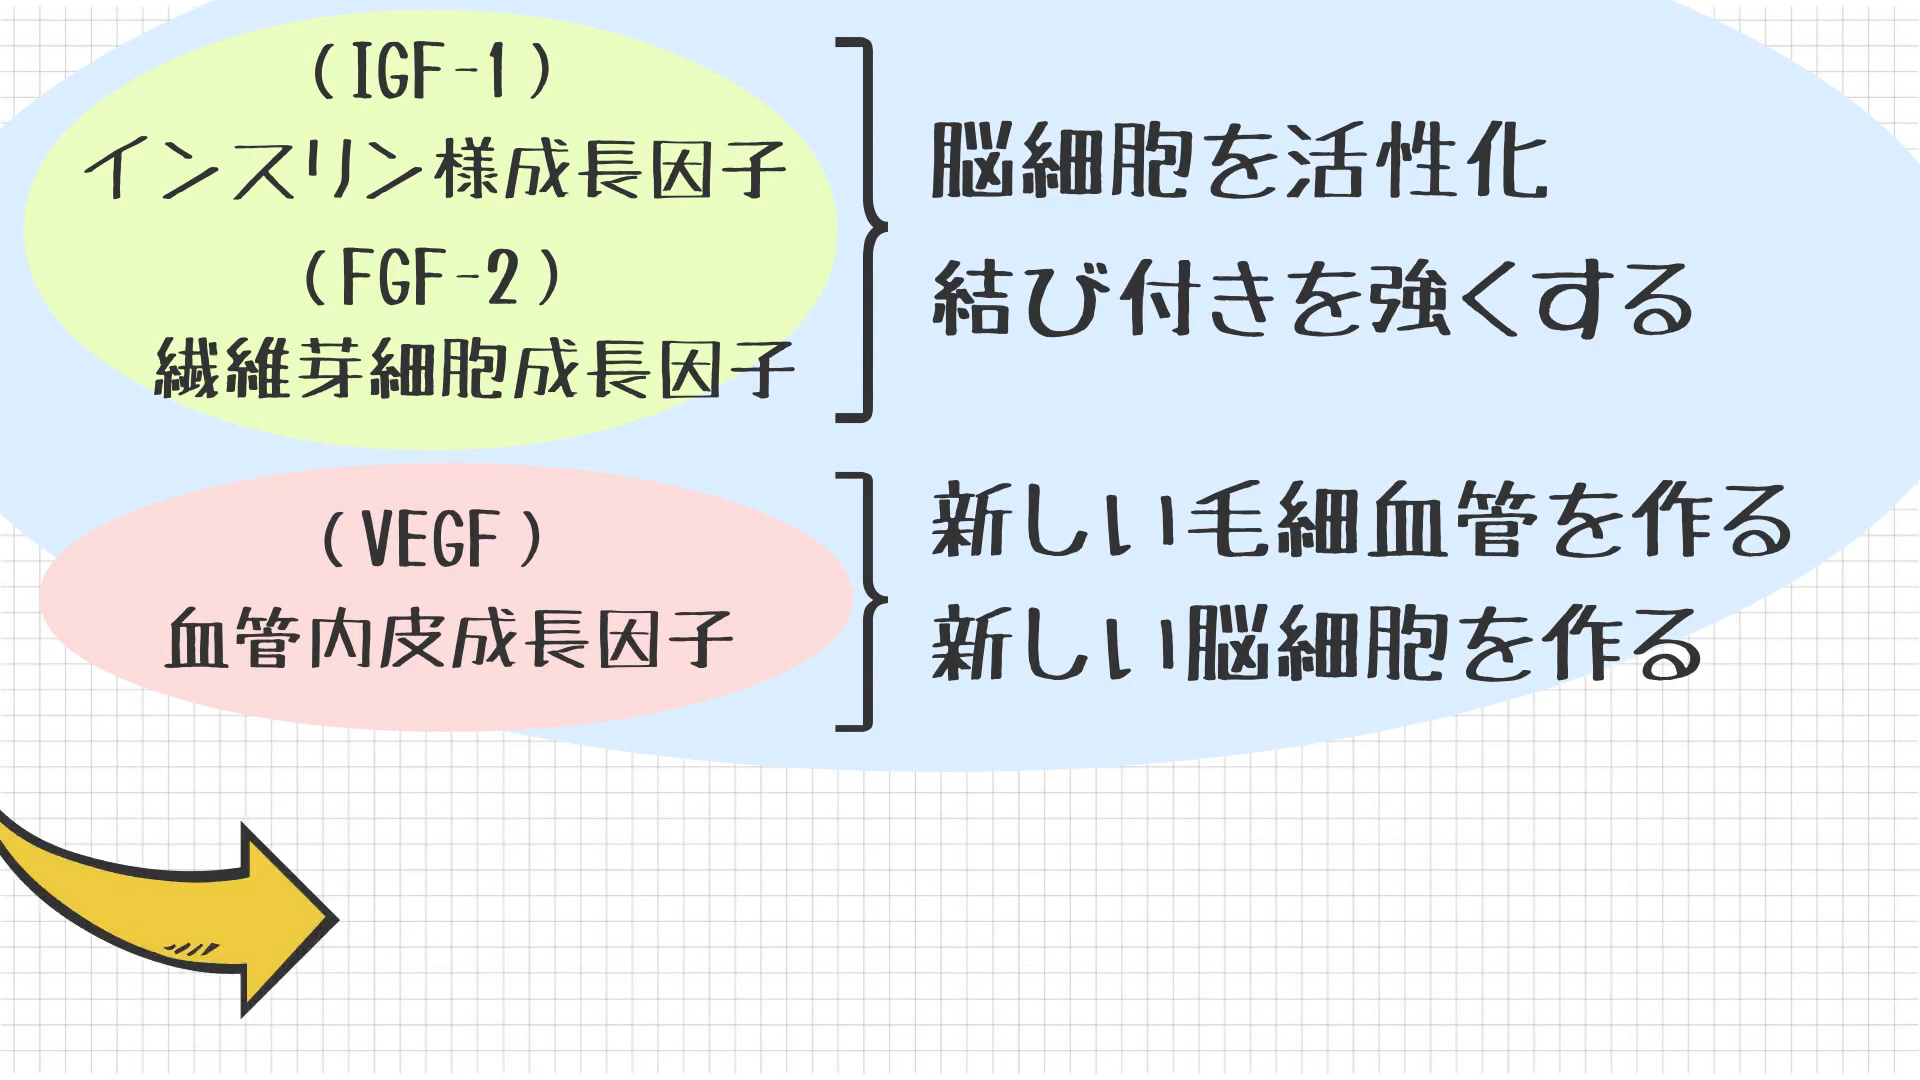 (IGF-1)
インスリン様成長因子
(FGF-2)
繊維芽細胞成長因子
脳細胞を活性化
結び付きを強くする
(VEGF)
血管内皮成長因子
新しい毛細血管を作る
新しい脳細胞を作る